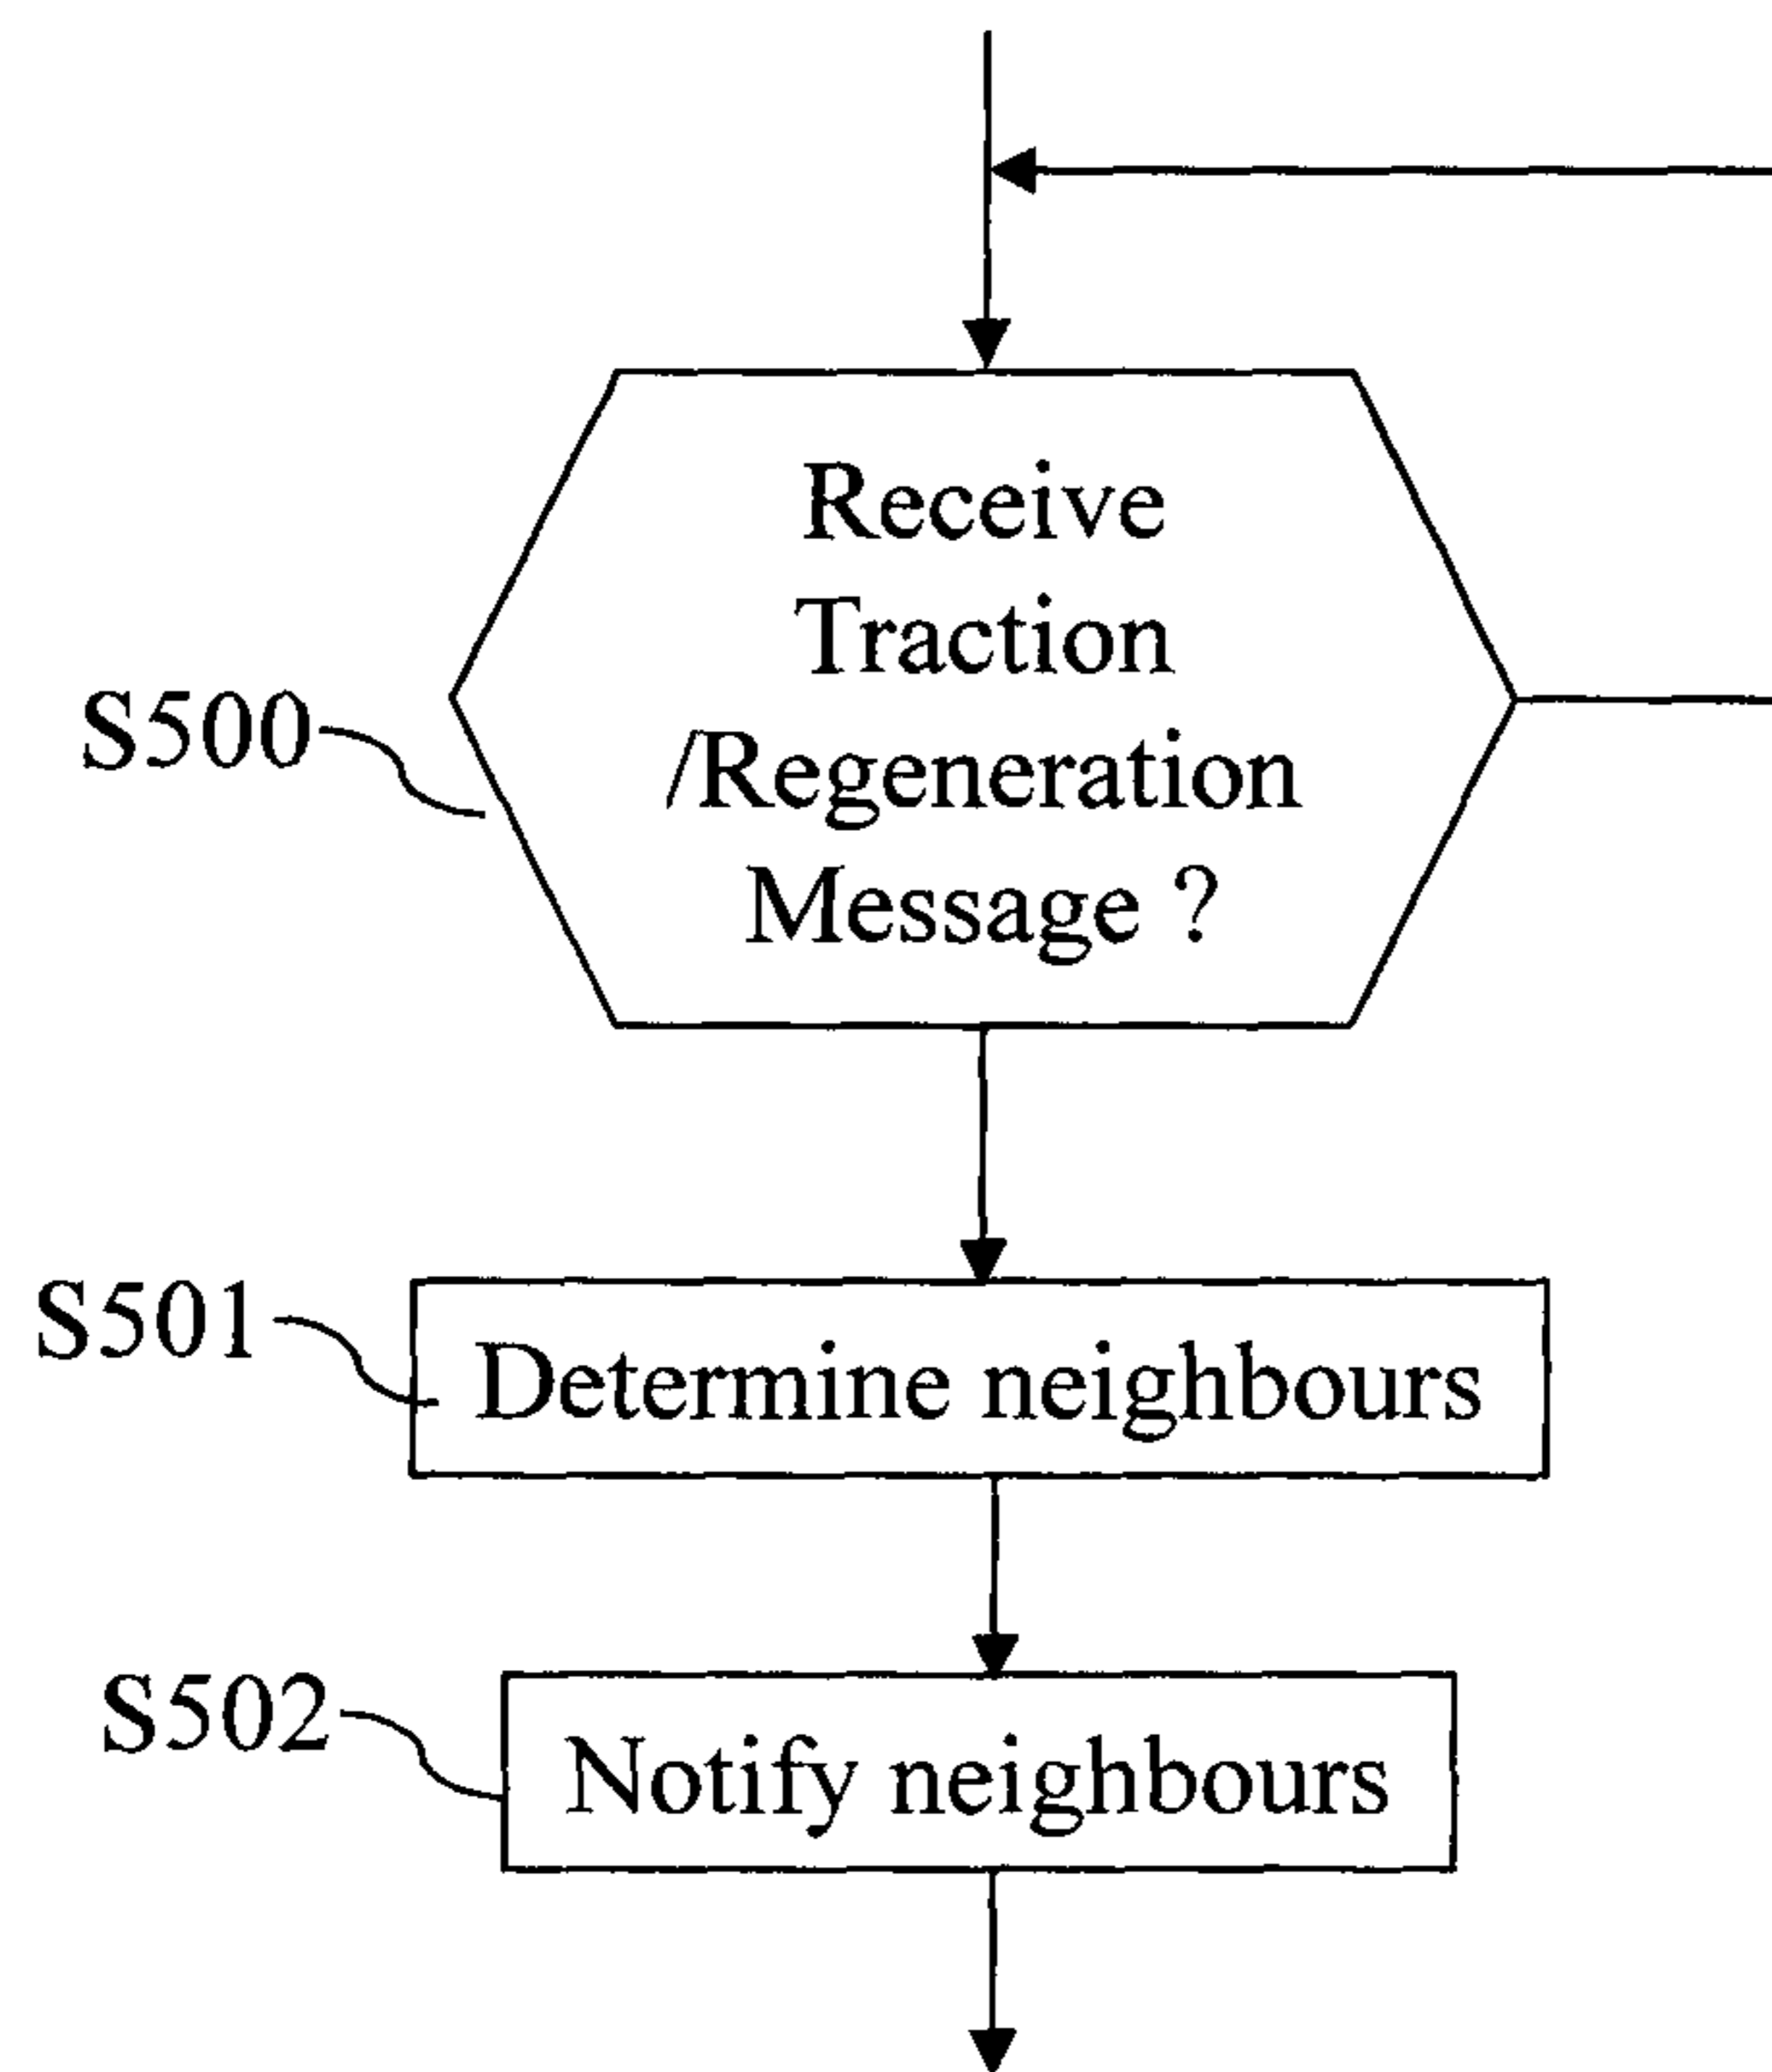 Receive
Traction
/Regeneration
Message ?
S500
S501
Determine neighbours
S502
Notify neighbours